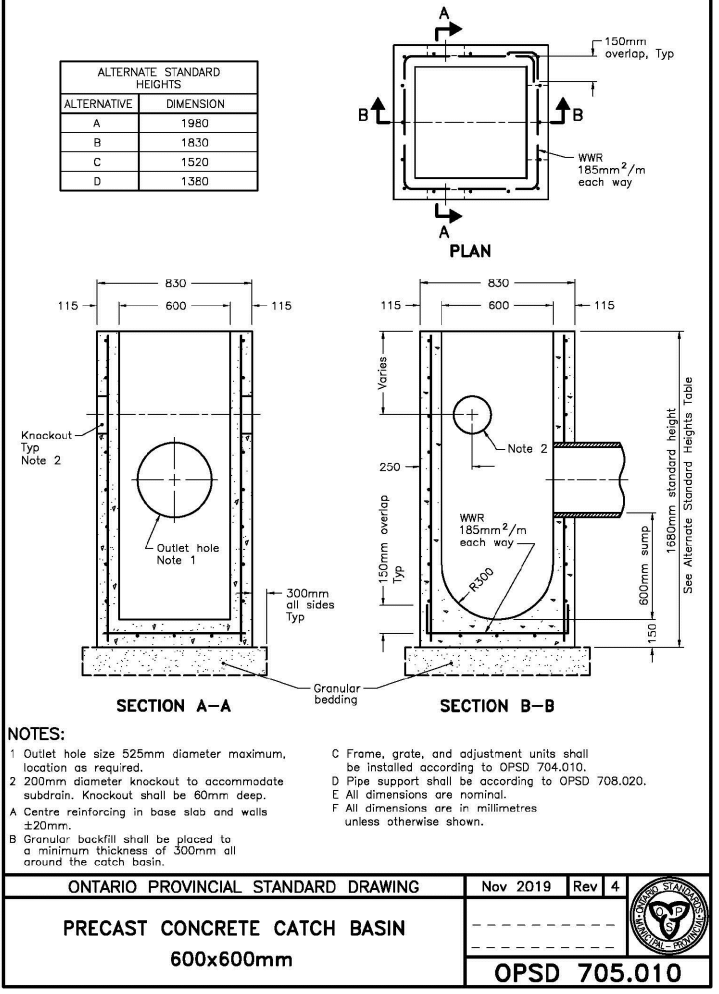 ALTERNATE STANDARD
HEIGHTS
ALTERNATIVE DIMENSION
A 1980
B 1830
C 1520
D 1380
A
150mm
overlap, Typ
B
B
WWR
185mm²/m
each way
A
PLAN
830
115 600 115
Knockout
Typ
Note 2
Outlet hole
Note 1
300mm
all sides
Typ
SECTION A-A
830
115 600 115
Varies
Note 2
250
WWR
185mm²/m
each way
150mm overlap
Typ
R300
600mm sump
150
1680mm standard height
See Alternate Standard Heights Table
Granular
bedding
SECTION B-B
NOTES:
1 Outlet hole size 525mm diameter maximum,
location as required.
2 200mm diameter knockout to accommodate
subdrain. Knockout shall be 60mm deep.
A Centre reinforcing in base slab and walls
±20mm.
B Granular backfill shall be placed to
a minimum thickness of 300mm all
around the catch basin.
C Frame, grate, and adjustment units shall
be installed according to OPSD 704.010.
D Pipe support shall be according to OPSD 708.020.
E All dimensions are nominal.
F All dimensions are in millimetres
unless otherwise shown.
ONTARIO PROVINCIAL STANDARD DRAWING
Nov 2019 Rev 4
PRECAST CONCRETE CATCH BASIN
600x600mm
OPSD 705.010
ONTARIO STANDARDS
MUNICIPAL - PROVINCIAL
O P
S